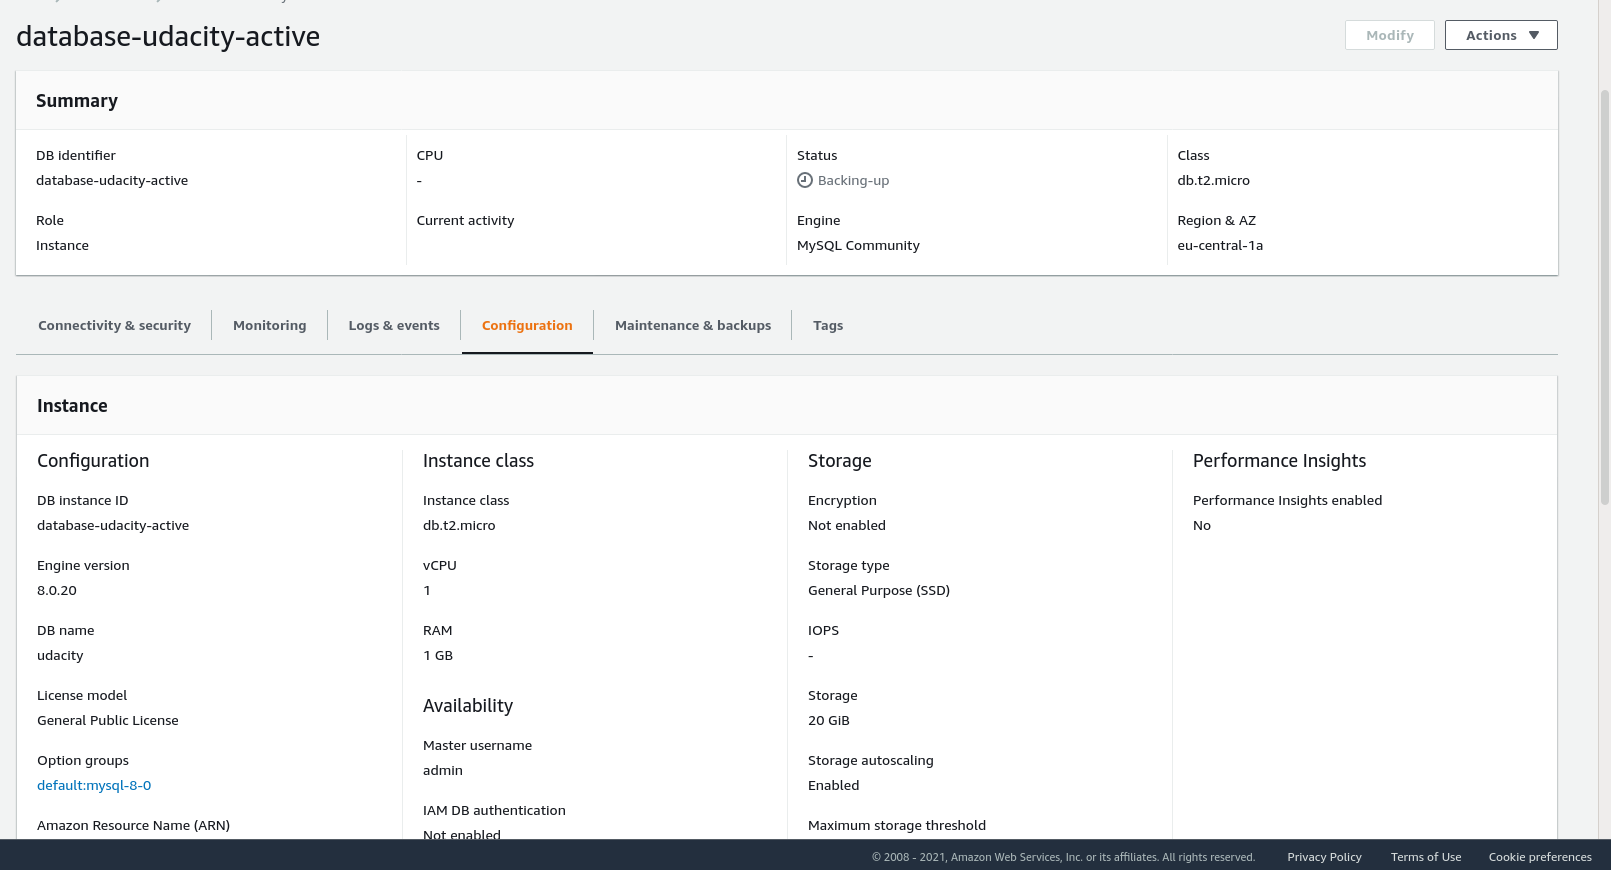 database-udacity-active
Modify
Actions
Summary
DB identifier
database-udacity-active
CPU
-
Status
Backing-up
Class
db.t2.micro
Role
Instance
Current activity
Engine
MySQL Community
Region & AZ
eu-central-1a
Connectivity & security
Monitoring
Logs & events
Configuration
Maintenance & backups
Tags
Instance
Configuration
DB instance ID
database-udacity-active
Engine version
8.0.20
DB name
udacity
License model
General Public License
Option groups
default:mysql-8-0
Amazon Resource Name (ARN)
Instance class
Instance class
db.t2.micro
vCPU
1
RAM
1 GB
Availability
Master username
admin
IAM DB authentication
Not enabled
Storage
Encryption
Not enabled
Storage type
General Purpose (SSD)
IOPS
-
Storage
20 GiB
Storage autoscaling
Enabled
Maximum storage threshold
Performance Insights
Performance Insights enabled
No
© 2008 - 2021, Amazon Web Services, Inc. or its affiliates. All rights reserved.
Privacy Policy
Terms of Use
Cookie preferences